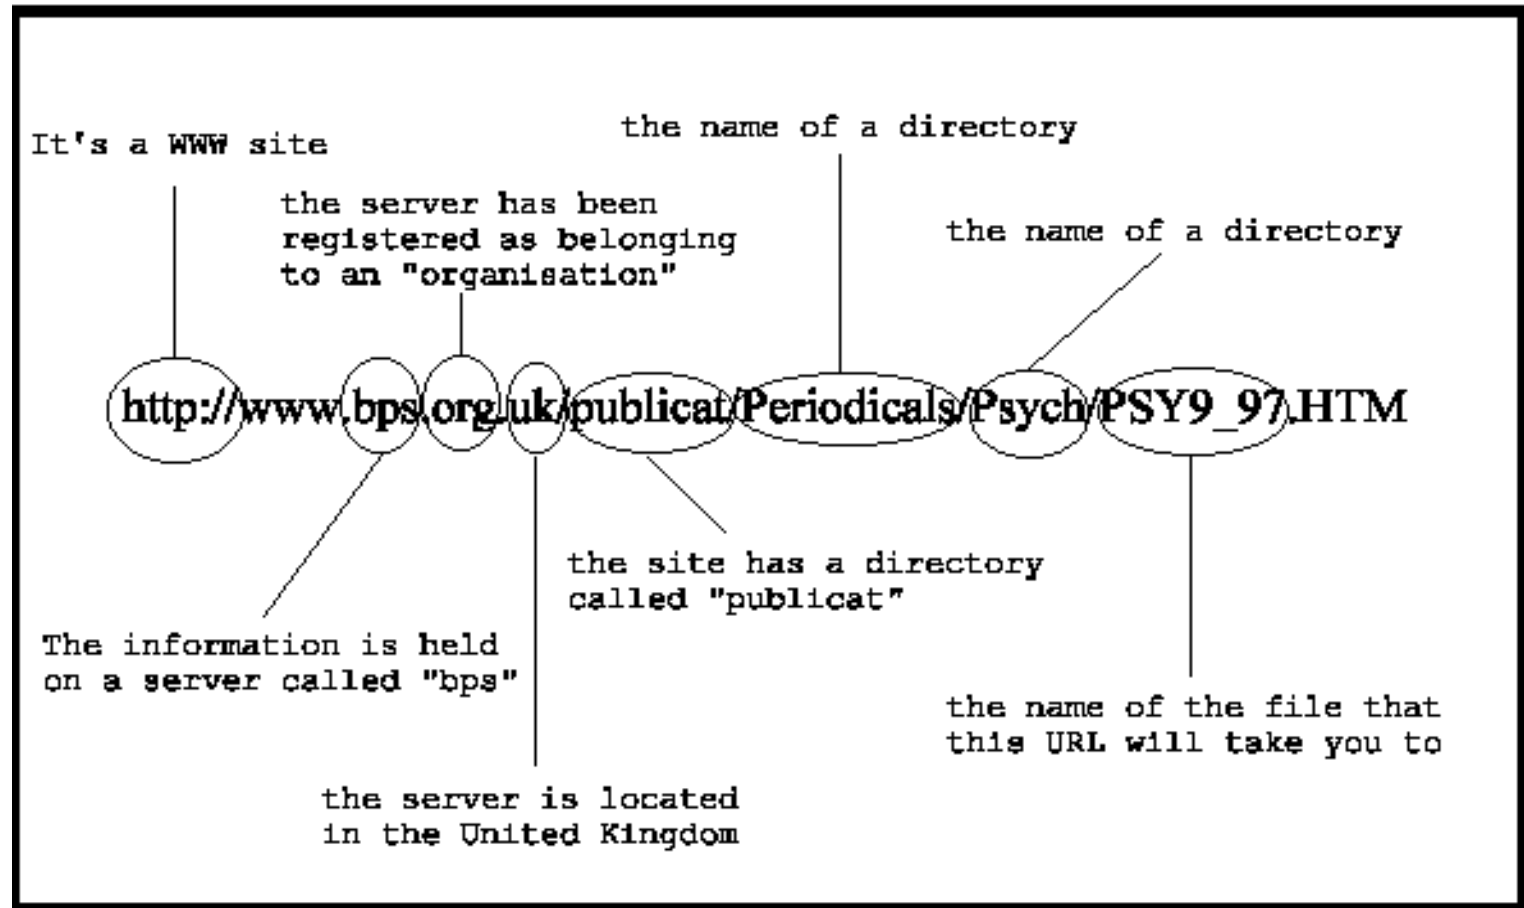 It's a WWW site
the name of a directory
the server has been
registered as belonging
to an "organisation"
the name of a directory
http://www.bps.org.uk/publicat/Periodicals/Psych/PSY9_97.HTM
the site has a directory
called "publicat"
The information is held
on a server called "bps"
the name of the file that
this URL will take you to
the server is located
in the United Kingdom